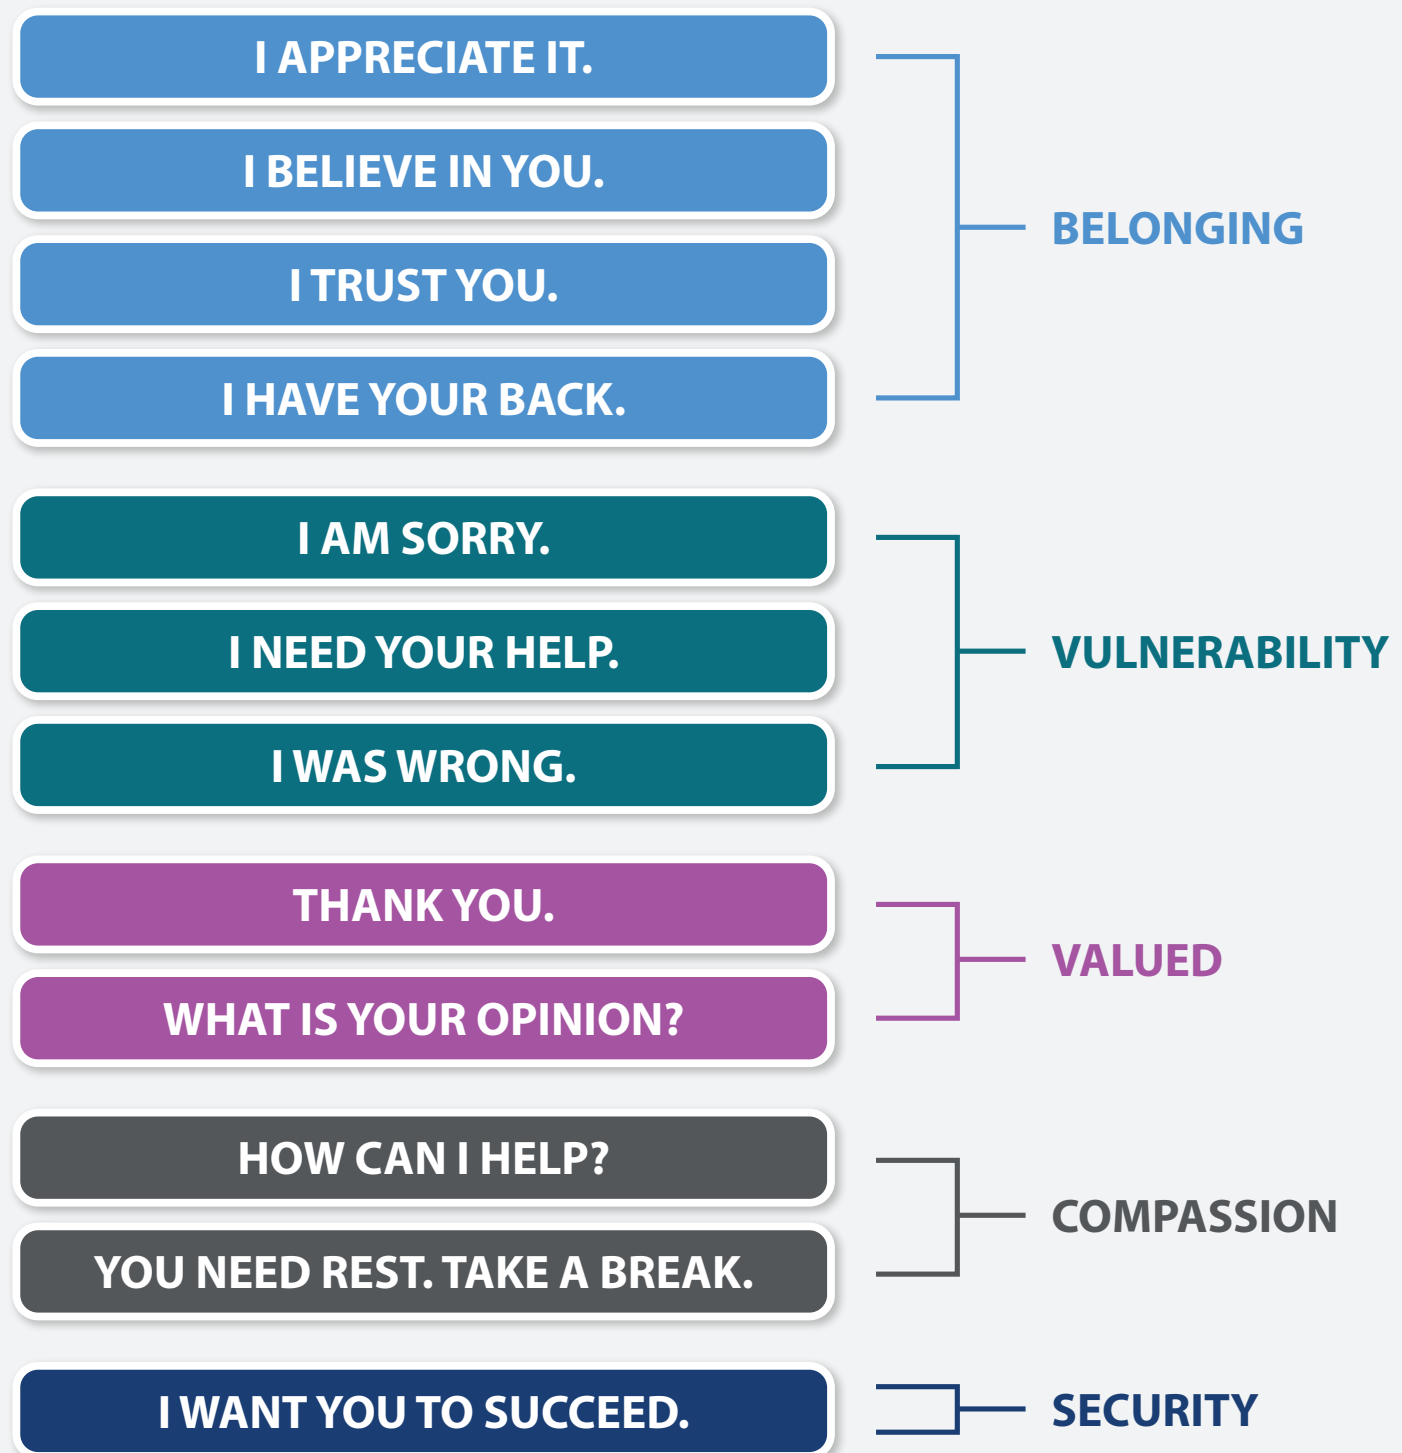 I APPRECIATE IT.
I BELIEVE IN YOU.
I TRUST YOU.
I HAVE YOUR BACK.
BELONGING
I AM SORRY.
I NEED YOUR HELP.
I WAS WRONG.
VULNERABILITY
THANK YOU.
WHAT IS YOUR OPINION?
VALUED
HOW CAN I HELP?
YOU NEED REST. TAKE A BREAK.
COMPASSION
I WANT YOU TO SUCCEED.
SECURITY